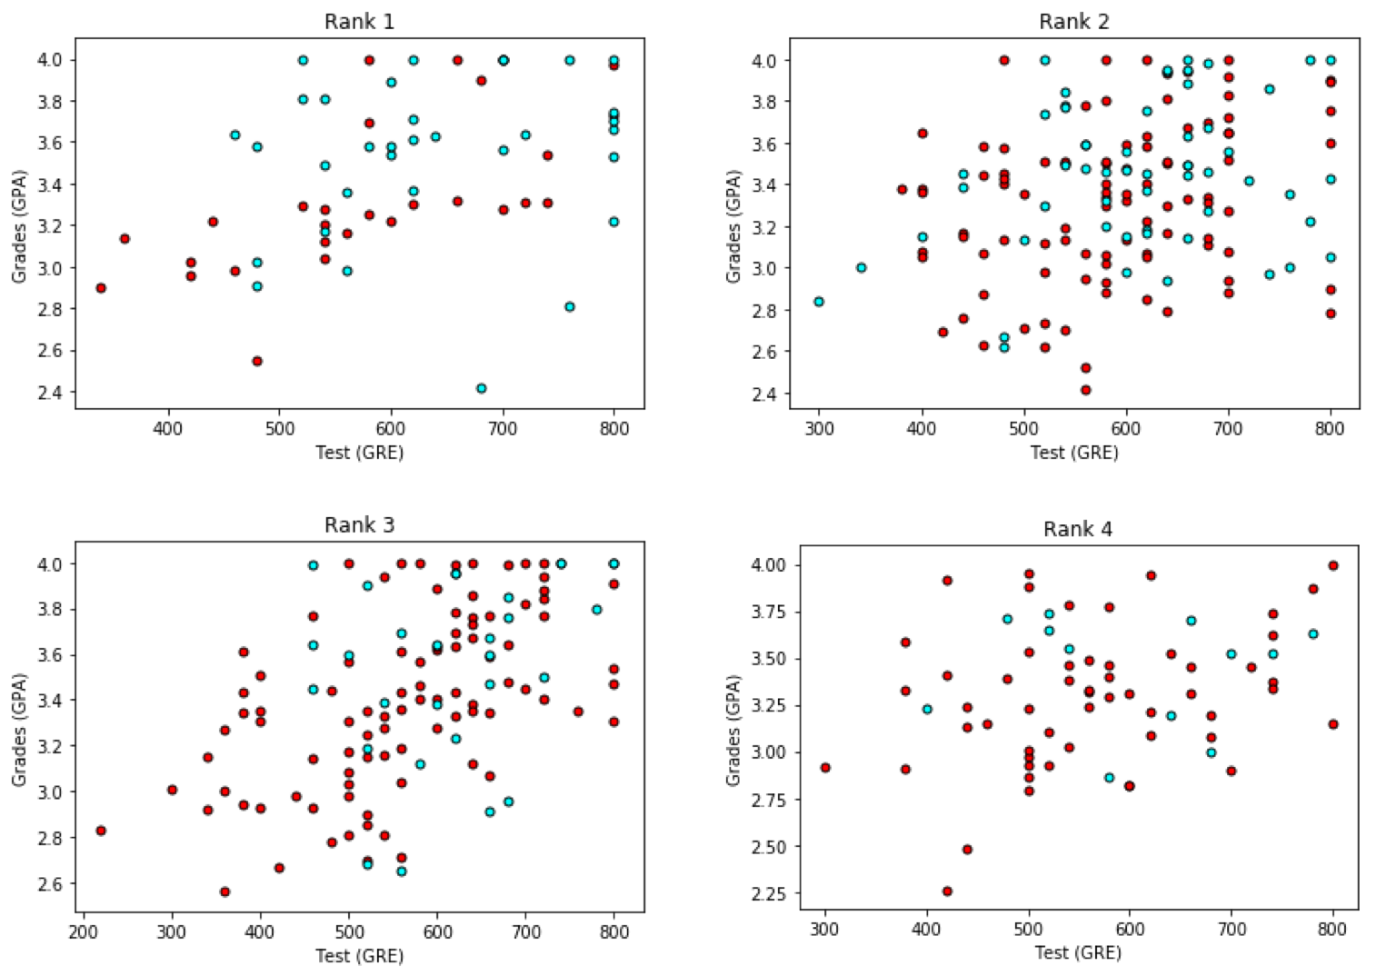 Rank 1
4.0
3.8
3.6
3.4
3.2
3.0
2.8
2.6
2.4
Grades (GPA)
400 500 600 700 800
Test (GRE)
Rank 2
4.0
3.8
3.6
3.4
3.2
3.0
2.8
2.6
2.4
Grades (GPA)
300 400 500 600 700 800
Test (GRE)
Rank 3
4.0
3.8
3.6
3.4
3.2
3.0
2.8
2.6
Grades (GPA)
200 300 400 500 600 700 800
Test (GRE)
Rank 4
4.00
3.75
3.50
3.25
3.00
2.75
2.50
2.25
Grades (GPA)
300 400 500 600 700 800
Test (GRE)